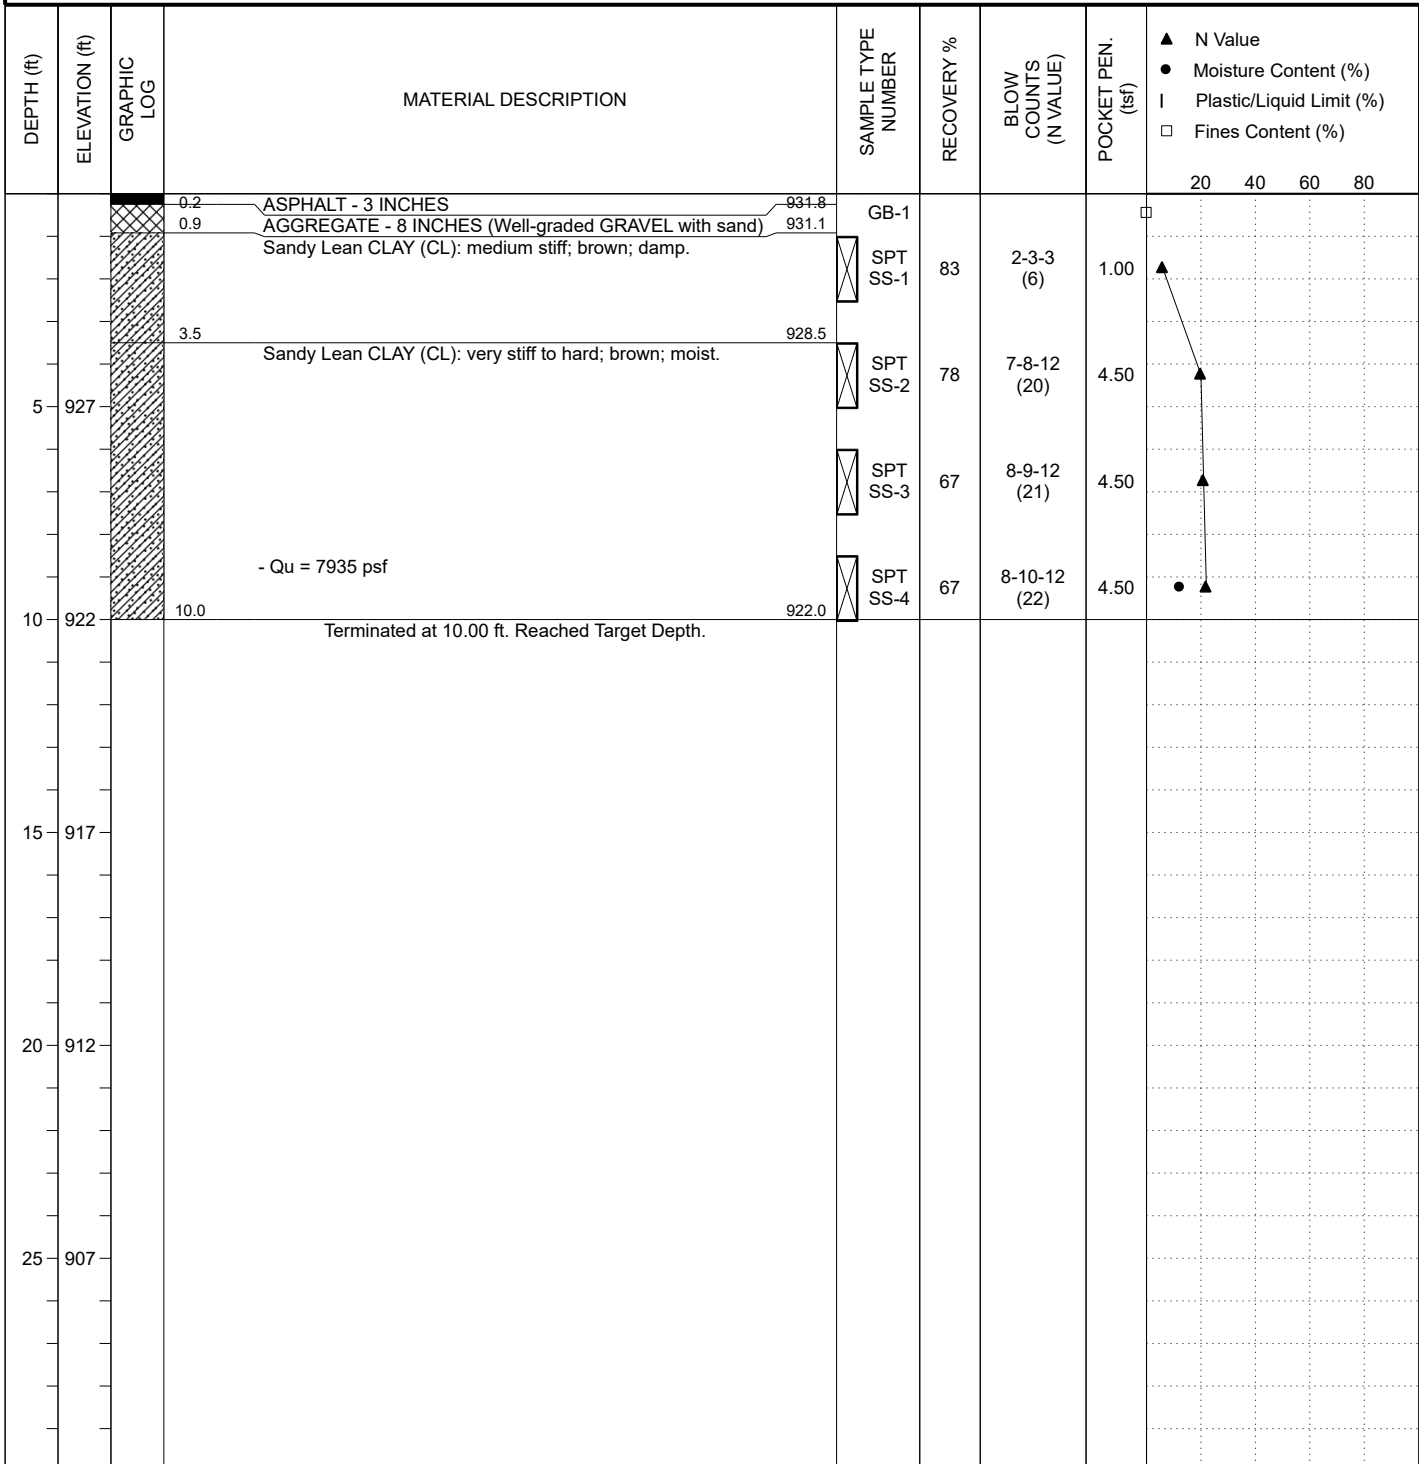 DEPTH (ft)
ELEVATION (ft)
GRAPHIC
LOG
MATERIAL DESCRIPTION
SAMPLE TYPE
NUMBER
RECOVERY %
BLOW
COUNTS
(N VALUE)
POCKET PEN.
(tsf)
N Value
Moisture Content (%)
Plastic/Liquid Limit (%)
Fines Content (%)
20 40 60 80
0.2 ASPHALT - 3 INCHES 931.8
GB-1
0.9 AGGREGATE - 8 INCHES (Well-graded GRAVEL with sand) 931.1
Sandy Lean CLAY (CL): medium stiff; brown; damp.
SPT
SS-1
83
2-3-3
(6)
1.00
3.5 928.5
Sandy Lean CLAY (CL): very stiff to hard; brown; moist.
SPT
SS-2
78
7-8-12
(20)
4.50
5 927
SPT
SS-3
67
8-9-12
(21)
4.50
- Qu = 7935 psf
SPT
SS-4
67
8-10-12
(22)
4.50
10.0 922.0
10 922
Terminated at 10.00 ft. Reached Target Depth.
15 917
20 912
25 907